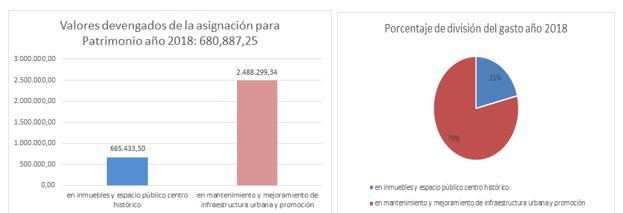 Valores devengados de la asignación para
Patrimonio año 2018: 680,887,25
3.000.000,00
2.500.000,00
2.000.000,00
1.500.000,00
1.000.000,00
500.000,00
0,00
2.488.299,34
665.433,50
en inmuebles y espacio público centro
histórico
en mantenimiento y mejoramiento de
infraestructura urbana y promoción
Porcentaje de división del gasto año 2018
21%
79%
en inmuebles y espacio público centro histórico
en mantenimiento y mejoramiento de infraestructura urbana y promoción